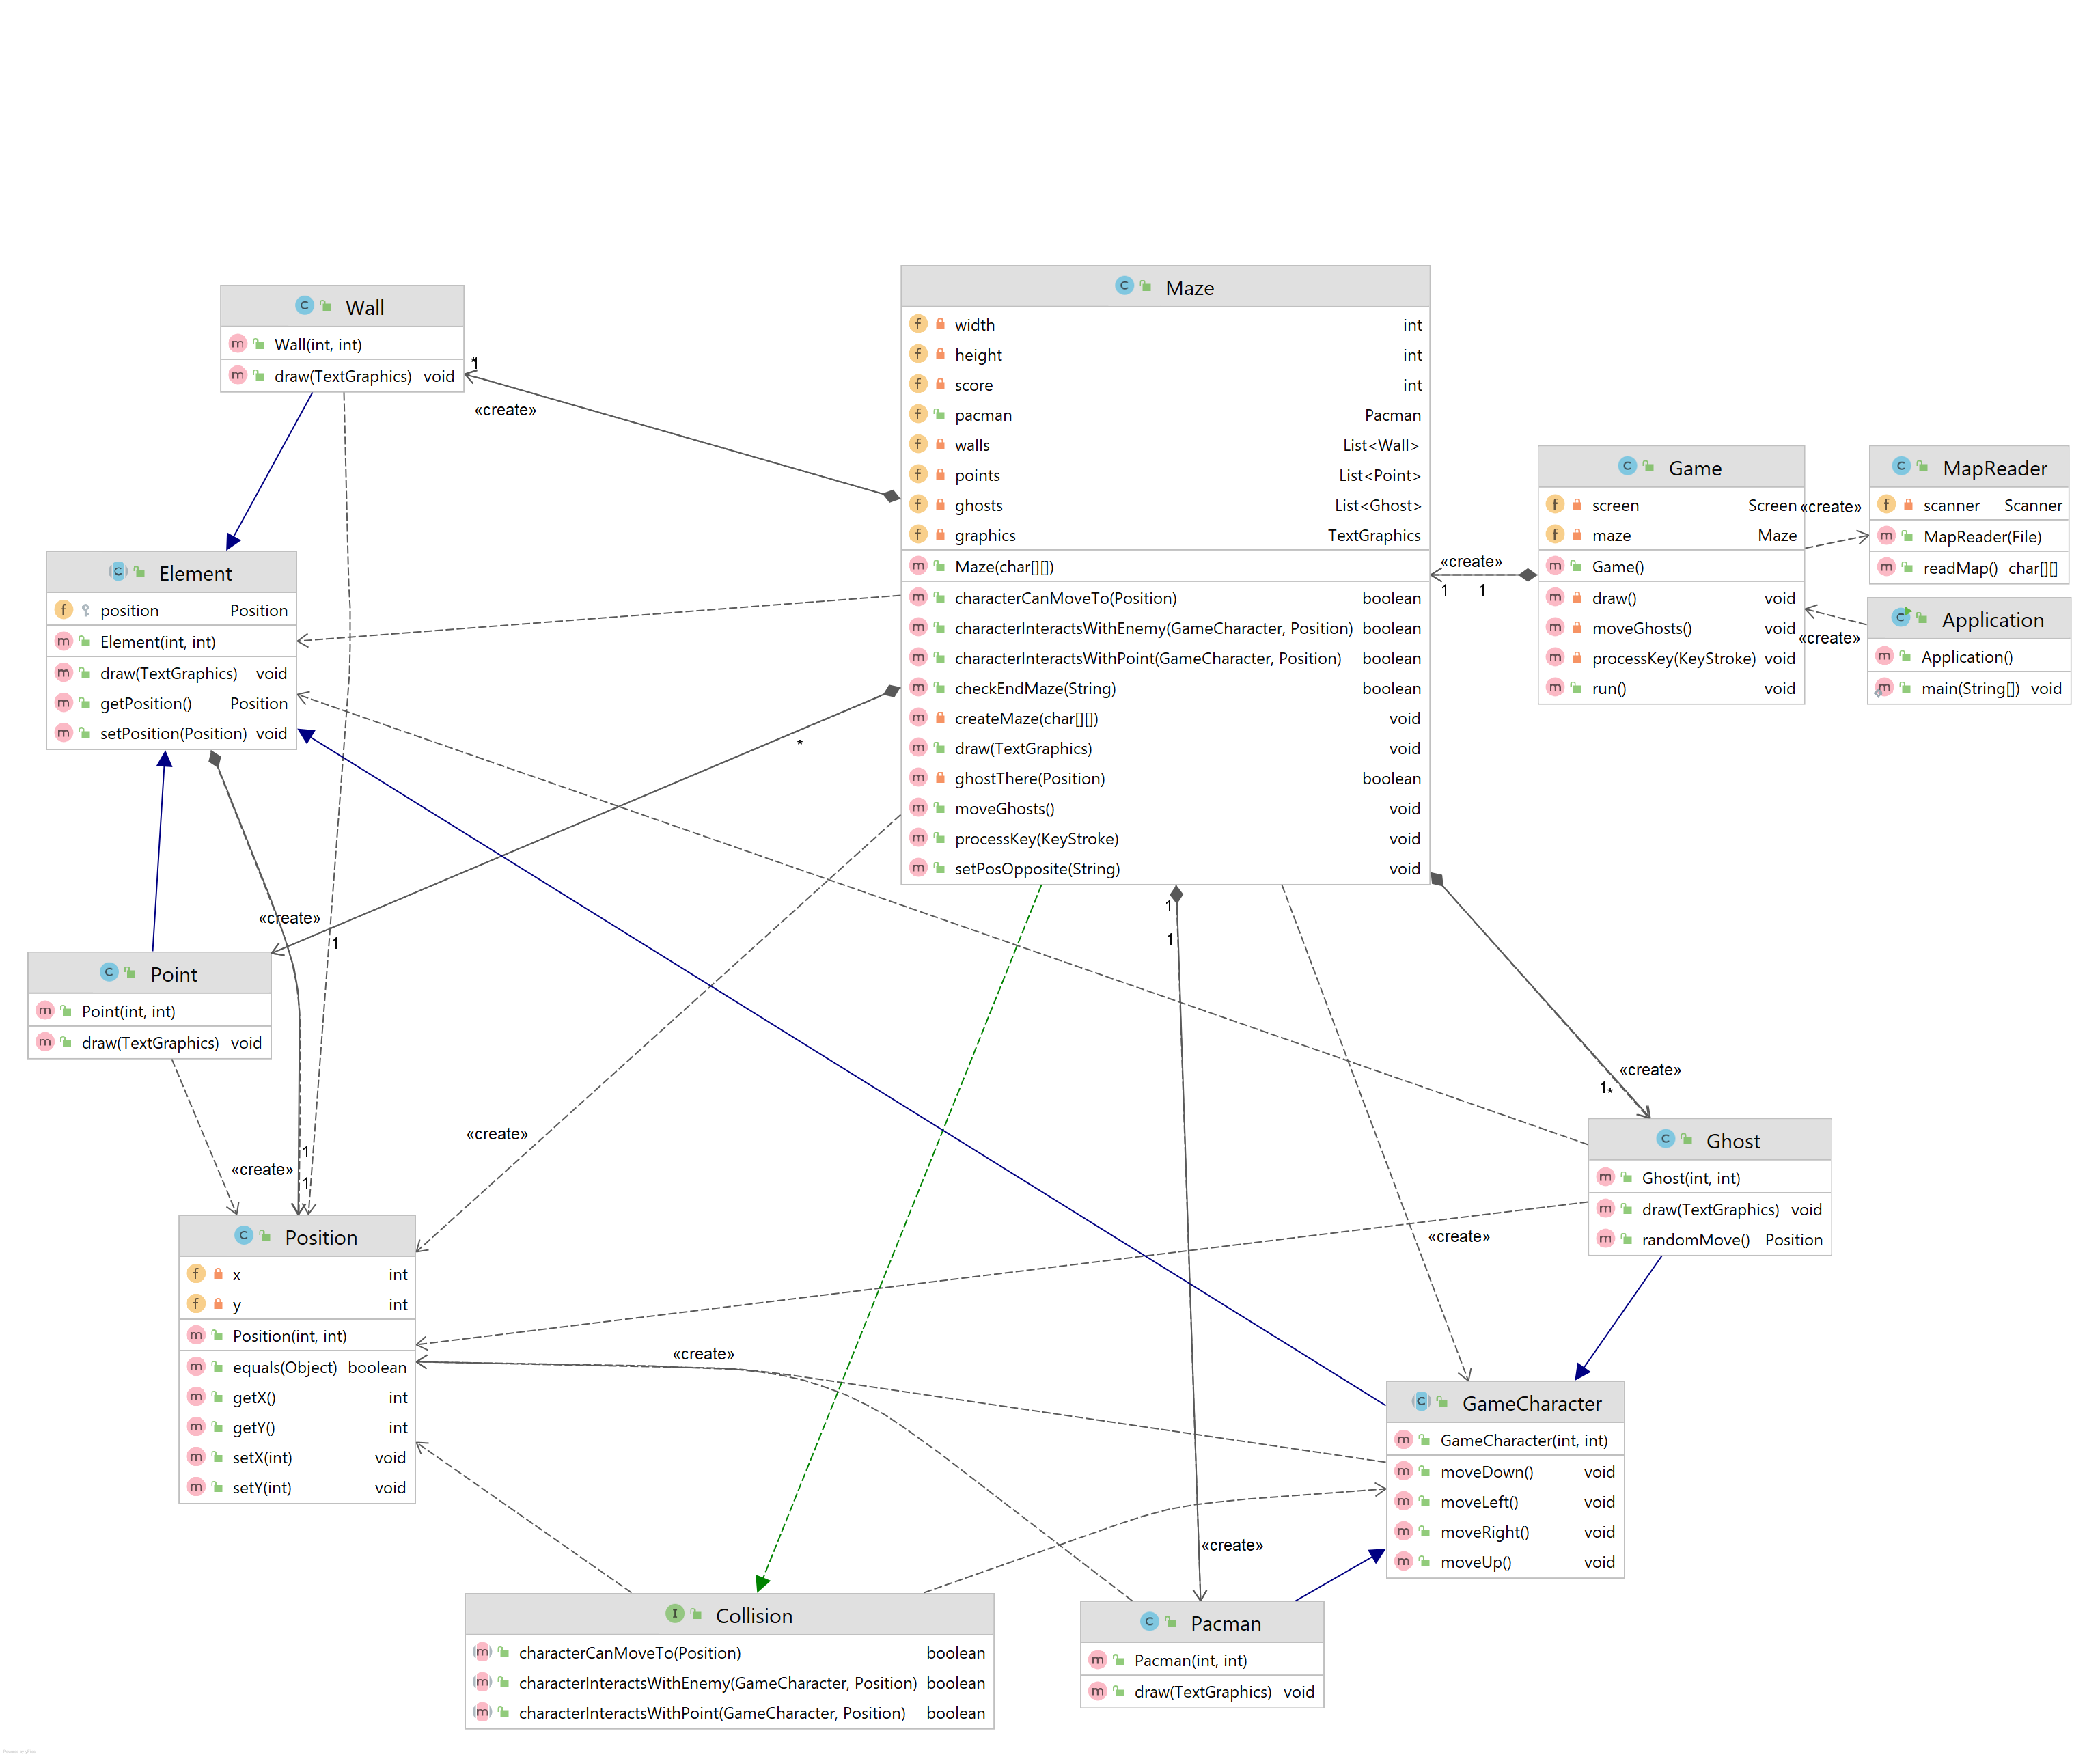 Wall
Wall(int, int)
draw(TextGraphics) void
*
1
«create»
Maze
width int
height int
score int
pacman Pacman
walls List<Wall>
points List<Point>
ghosts List<Ghost>
graphics TextGraphics
Maze(char[][])
characterCanMoveTo(Position) boolean
characterInteractsWithEnemy(GameCharacter, Position) boolean
characterInteractsWithPoint(GameCharacter, Position) boolean
checkEndMaze(String) boolean
createMaze(char[][]) void
draw(TextGraphics) void
ghostThere(Position) boolean
moveGhosts() void
processKey(KeyStroke) void
setPosOpposite(String) void
«create»
1 1
Game
screen Screen
maze Maze
Game()
draw() void
moveGhosts() void
processKey(KeyStroke) void
run() void
«create»
MapReader
scanner Scanner
MapReader(File)
readMap() char[][]
«create»
Application
Application()
main(String[]) void
Element
position Position
Element(int, int)
draw(TextGraphics) void
getPosition() Position
setPosition(Position) void
*
«create»
1
1
1
Point
Point(int, int)
draw(TextGraphics) void
«create»
1
1
«create»
«create»
1*
Ghost
Ghost(int, int)
draw(TextGraphics) void
randomMove() Position
Position
x int
y int
Position(int, int)
equals(Object) boolean
getX() int
getY() int
setX(int) void
setY(int) void
«create»
«create»
GameCharacter
GameCharacter(int, int)
moveDown() void
moveLeft() void
moveRight() void
moveUp() void
«create»
Collision
characterCanMoveTo(Position) boolean
characterInteractsWithEnemy(GameCharacter, Position) boolean
characterInteractsWithPoint(GameCharacter, Position) boolean
Pacman
Pacman(int, int)
draw(TextGraphics) void
Powered by yFiles